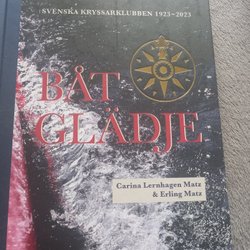 SVENSKA KRYSSARKLUBBEN 1923–2023
BÅT
GLÄDJE
Carina Lernhagen Matz
& Erling Matz